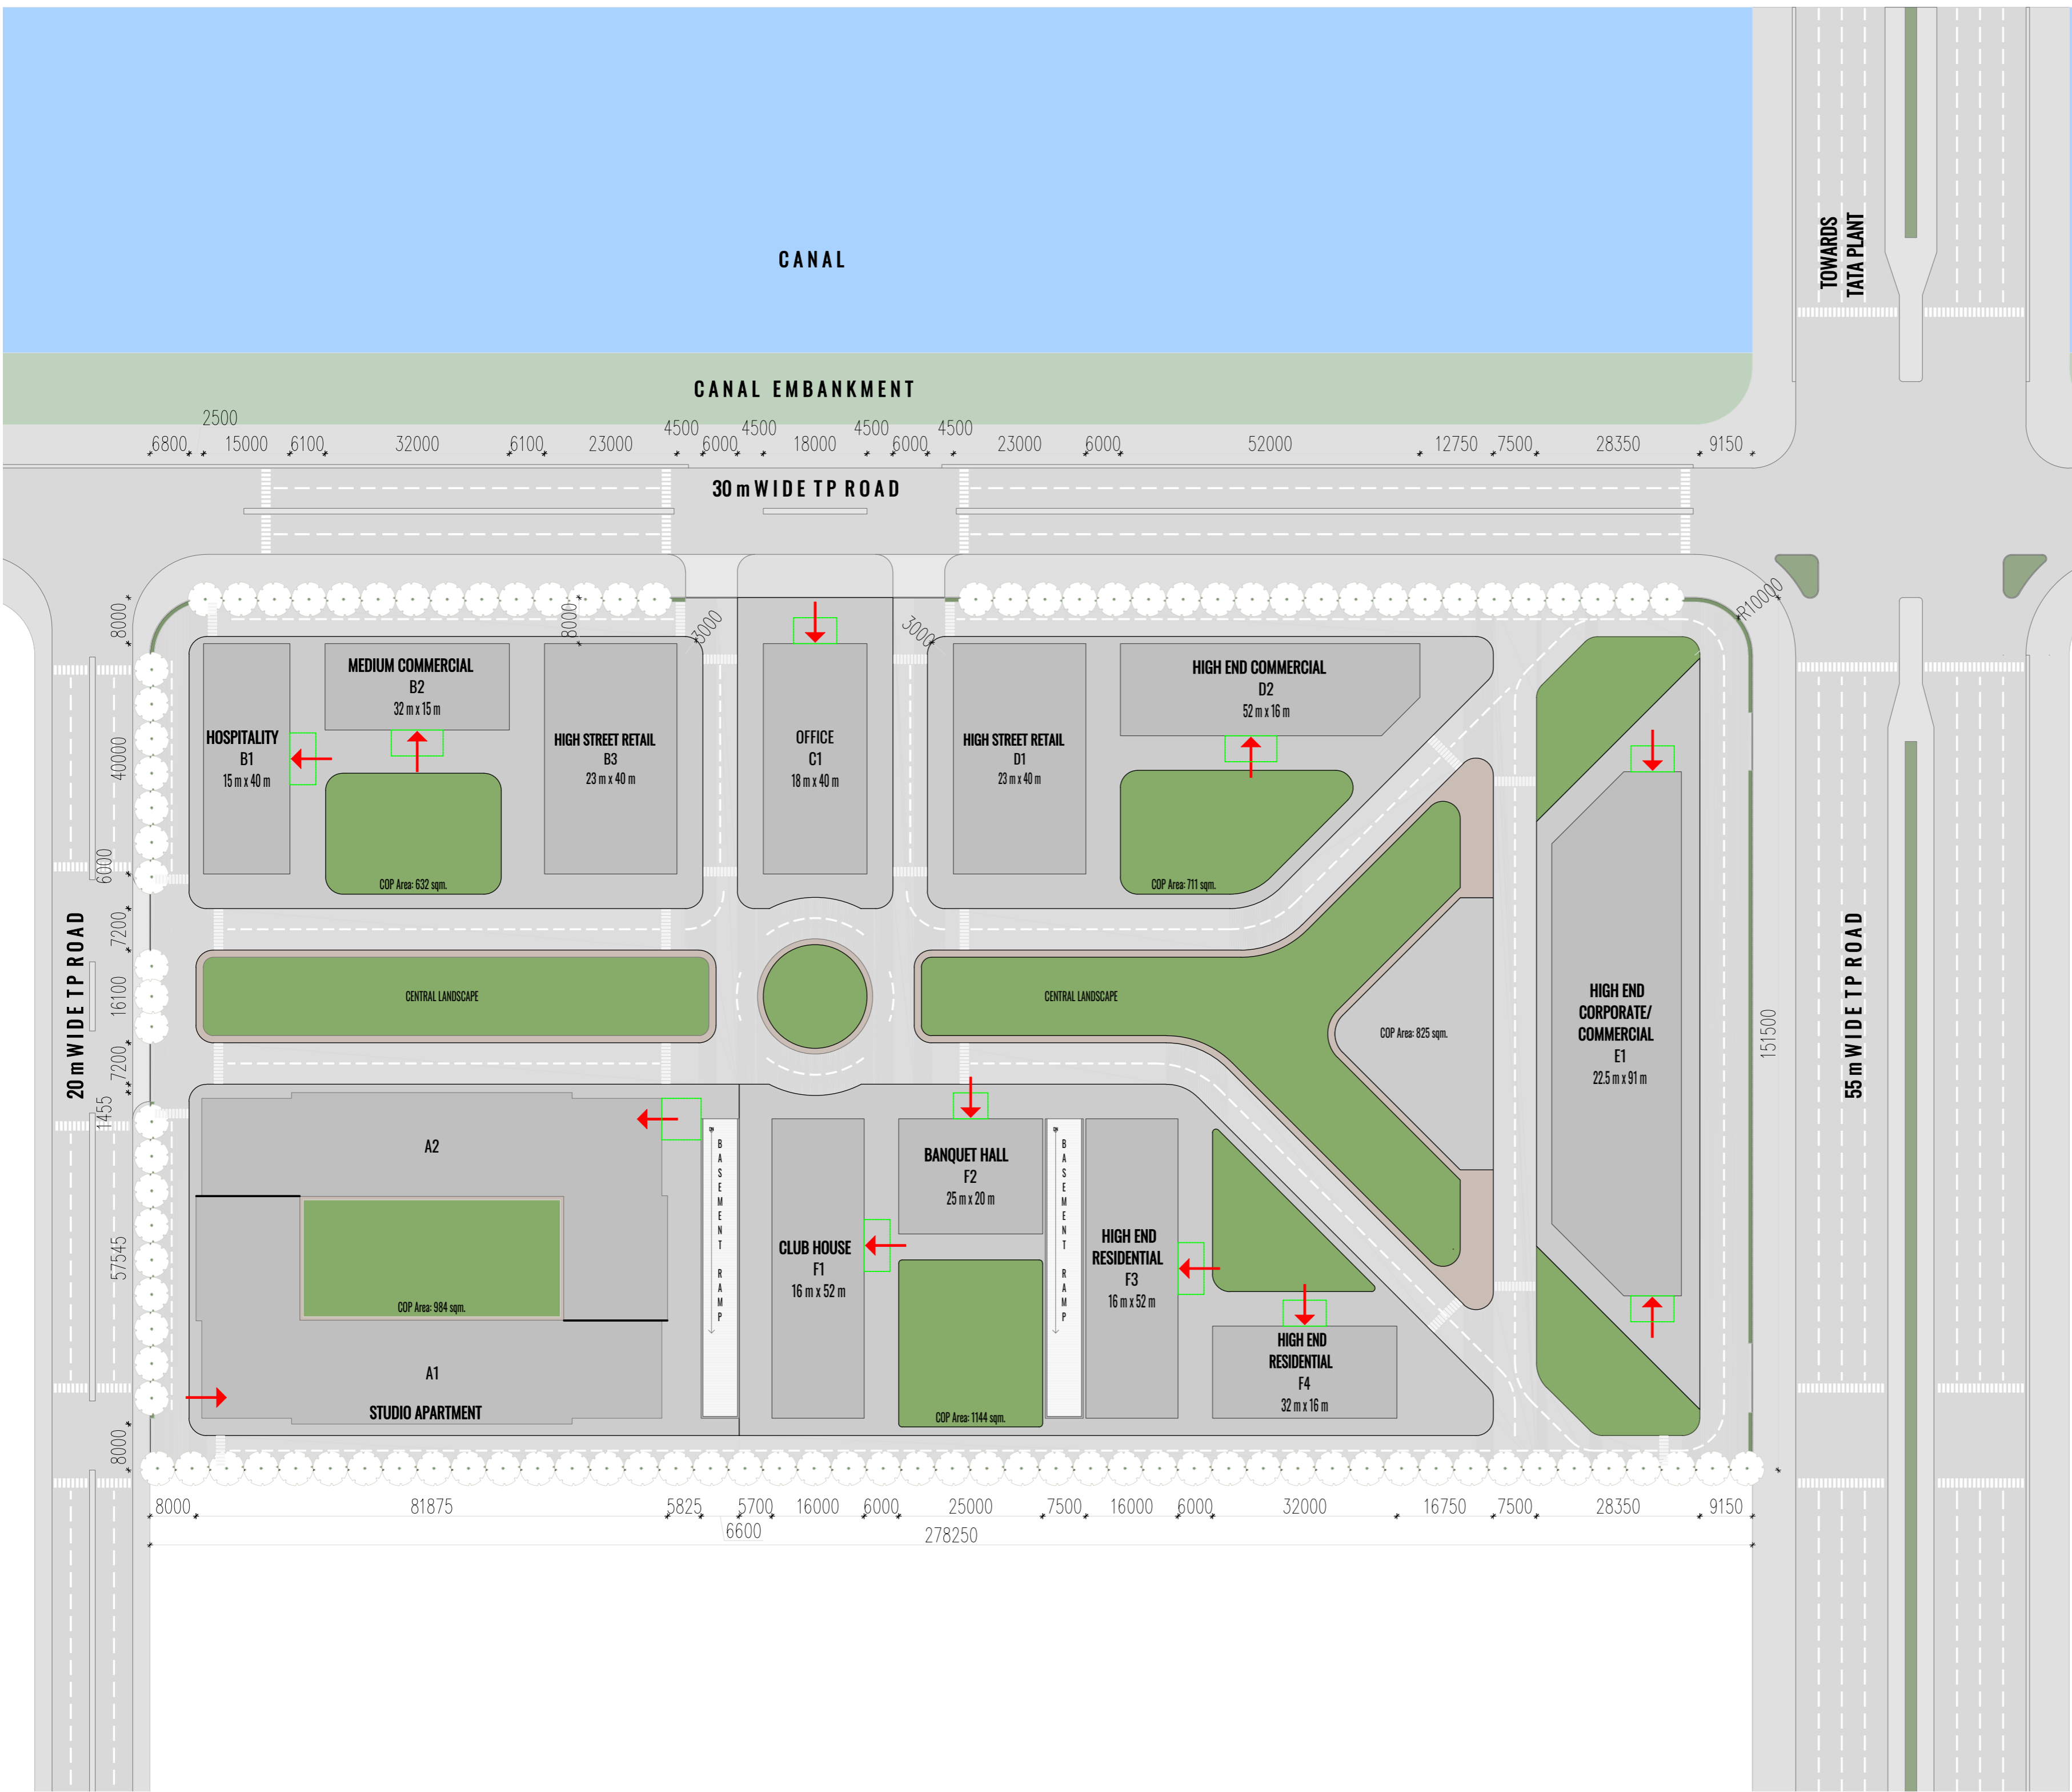 CANAL
TOWARDS
TATA PLANT
CANAL EMBANKMENT
2500
6800
15000
6100
32000
6100
23000
4500
6000
4500
18000
4500
6000
4500
23000
6000
52000
12750
7500
28350
9150
30 m WIDE TP ROAD
R10000
8000
8000
3000
3000
40000
6000
7200
16100
7200
1455
57545
8000
20 m WIDE TP ROAD
HOSPITALITY
B1
15 m x 40 m
MEDIUM COMMERCIAL
B2
32 m x 15 m
HIGH STREET RETAIL
B3
23 m x 40 m
OFFICE
C1
18 m x 40 m
HIGH STREET RETAIL
D1
23 m x 40 m
HIGH END COMMERCIAL
D2
52 m x 16 m
COP Area: 632 sqm.
COP Area: 711 sqm.
CENTRAL LANDSCAPE
CENTRAL LANDSCAPE
COP Area: 825 sqm.
HIGH END
CORPORATE/
COMMERCIAL
E1
22.5 m x 91 m
151500
55 m WIDE TP ROAD
A2
COP Area: 984 sqm.
A1
STUDIO APARTMENT
BASEMENT RAMP
CLUB HOUSE
F1
16 m x 52 m
BANQUET HALL
F2
25 m x 20 m
COP Area: 1144 sqm.
BASEMENT RAMP
HIGH END
RESIDENTIAL
F3
16 m x 52 m
HIGH END
RESIDENTIAL
F4
32 m x 16 m
8000
81875
5825
6600
5700
16000
6000
25000
7500
16000
6000
32000
16750
7500
28350
9150
278250